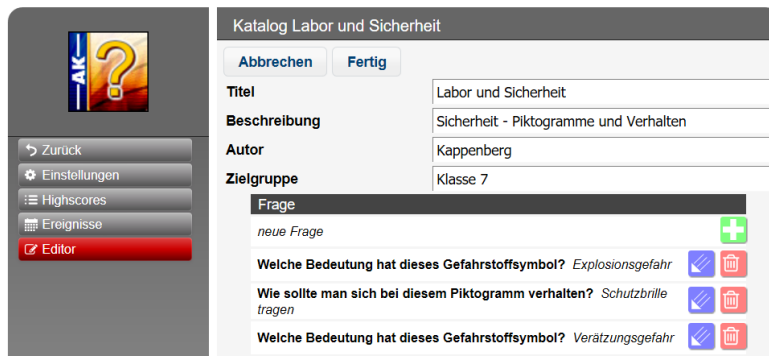 AK
?
Zurück
Einstellungen
Highscores
Ereignisse
Editor
Katalog Labor und Sicherheit
Abbrechen Fertig
Titel Labor und Sicherheit
Beschreibung Sicherheit - Piktogramme und Verhalten
Autor Kappenberg
Zielgruppe Klasse 7
Frage
neue Frage
Welche Bedeutung hat dieses Gefahrstoffsymbol? Explosionsgefahr
Wie sollte man sich bei diesem Piktogramm verhalten? Schutzbrille
tragen
Welche Bedeutung hat dieses Gefahrstoffsymbol? Verätzungsgefahr